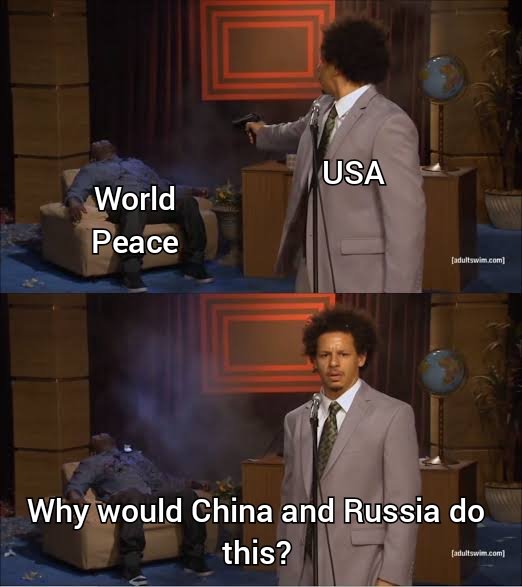 USA
World
Peace
[adultswim.com]
Why would China and Russia do
this?
[adultswim.com]